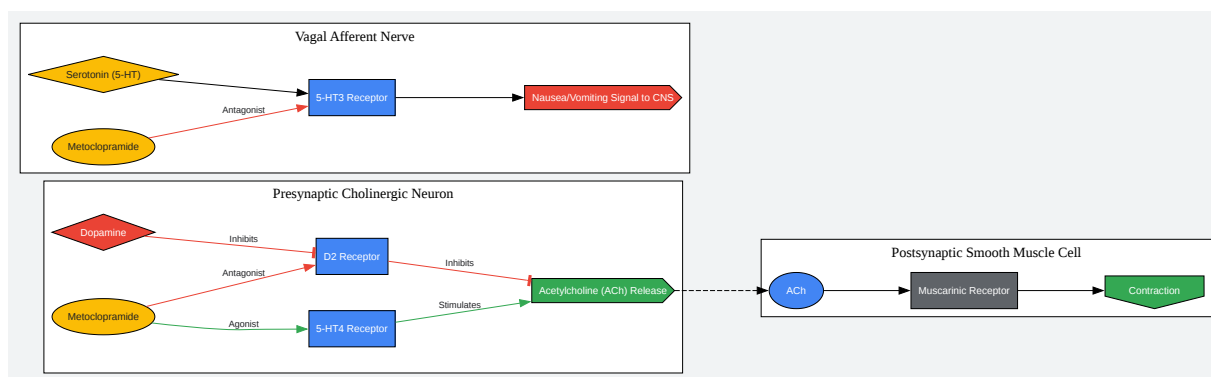 Vagal Afferent Nerve
Serotonin (5-HT)
5-HT3 Receptor
Nausea/Vomiting Signal to CNS
Antagonist
Metoclopramide
Presynaptic Cholinergic Neuron
Dopamine
Inhibits
D2 Receptor
Inhibits
Antagonist
Acetylcholine (ACh) Release
Metoclopramide
Stimulates
Agonist
5-HT4 Receptor
Postsynaptic Smooth Muscle Cell
ACh
Muscarinic Receptor
Contraction